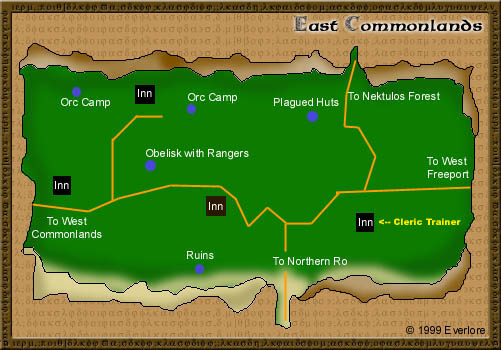 East Commonlands
Inn
Orc Camp
Orc Camp
Plagued Huts
To Nektulos Forest
Obelisk with Rangers
To West
Freeport
Inn
Inn
To West
Commonlands
Inn
<-- Cleric Trainer
Ruins
To Northern Ro
© 1999 Everlore